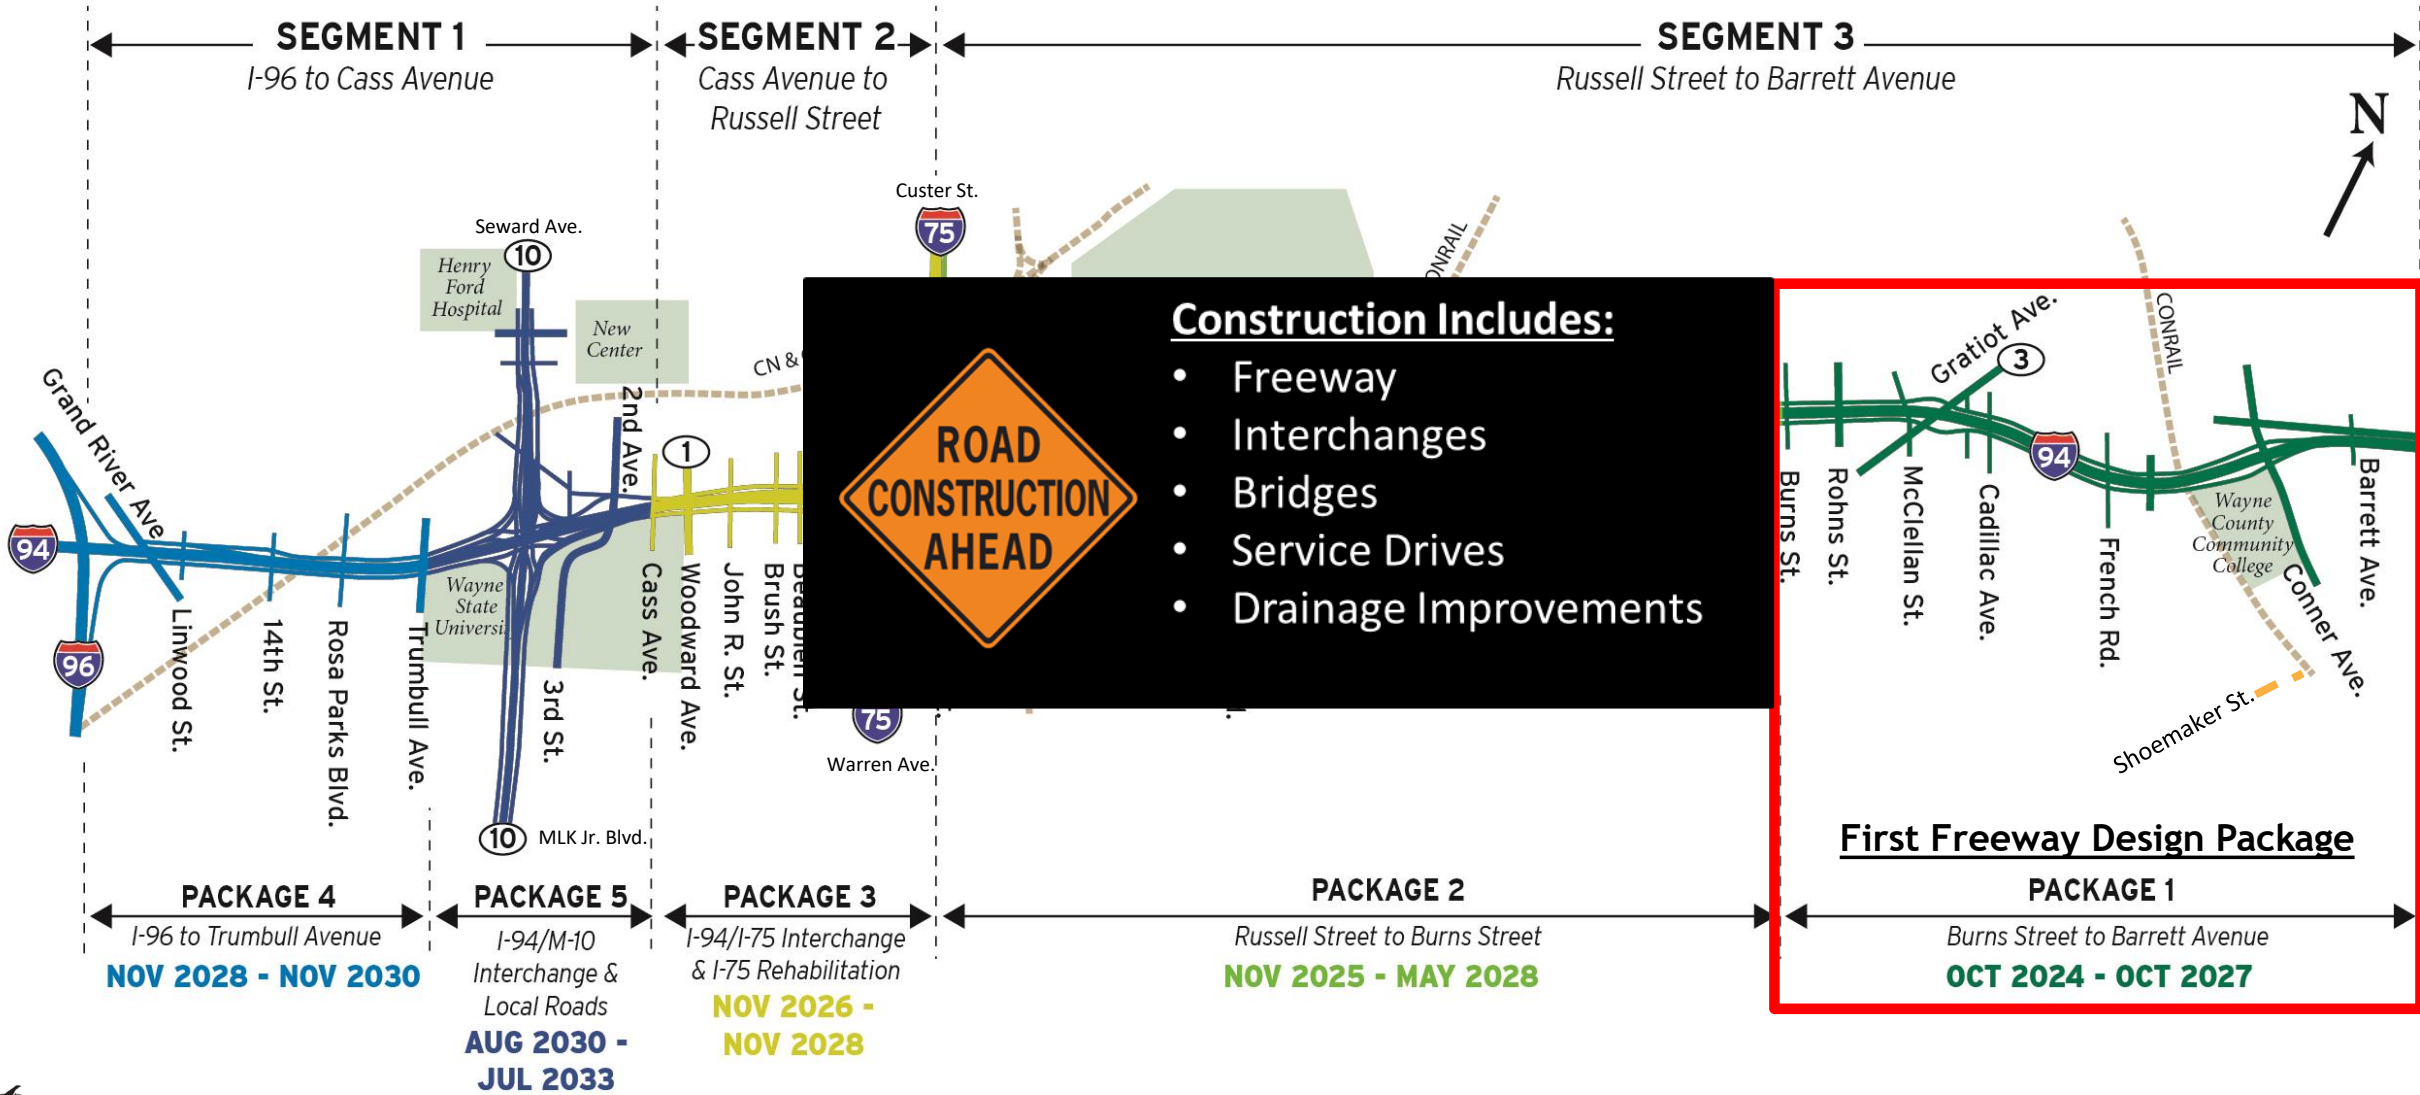 SEGMENT 1
I-96 to Cass Avenue
SEGMENT 2
Cass Avenue to
Russell Street
SEGMENT 3
Russell Street to Barrett Avenue
N
Custer St.
75
Seward Ave.
10
Henry
Ford
Hospital
New
Center
CN &
2nd Ave.
1
Grand River Ave
94
96
Linwood St.
14th St.
Rosa Parks Blvd.
Trumbull Ave.
Wayne
State
3rd St.
10
MLK Jr. Blvd.
Cass Ave.
Woodward Ave.
John R. St.
Brush St.
Beaubien St.
75
Warren Ave.
Construction Includes:
• Freeway
• Interchanges
• Bridges
• Service Drives
• Drainage Improvements
ROAD
CONSTRUCTION
AHEAD
Gratiot Ave.
3
CONRAIL
94
Burns St.
Rohns St.
McClellan St.
Cadillac Ave.
French Rd.
Wayne
County
Community
College
Conner Ave.
Barrett Ave.
Shoemaker St.
First Freeway Design Package
PACKAGE 4
I-96 to Trumbull Avenue
NOV 2028 - NOV 2030
PACKAGE 5
I-94/M-10
Interchange &
Local Roads
AUG 2030 -
JUL 2033
PACKAGE 3
I-94/I-75 Interchange
& I-75 Rehabilitation
NOV 2026 -
NOV 2028
PACKAGE 2
Russell Street to Burns Street
NOV 2025 - MAY 2028
PACKAGE 1
Burns Street to Barrett Avenue
OCT 2024 - OCT 2027